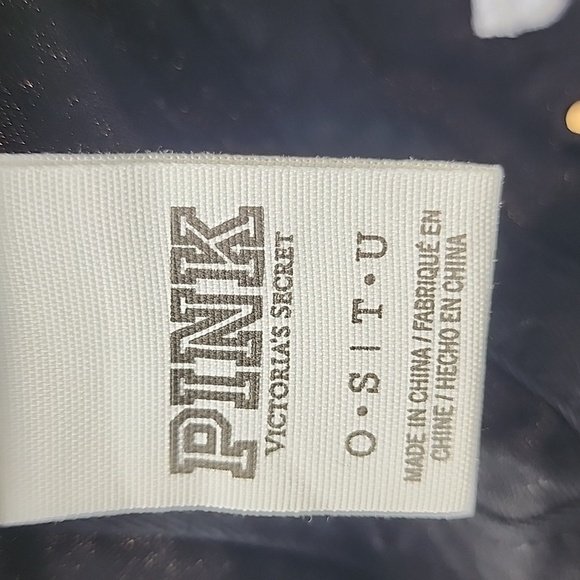 PINK
VICTORIA'S SECRET
O•S | T•U
MADE IN CHINA / FABRIQUÉ EN
CHINE / HECHO EN CHINA